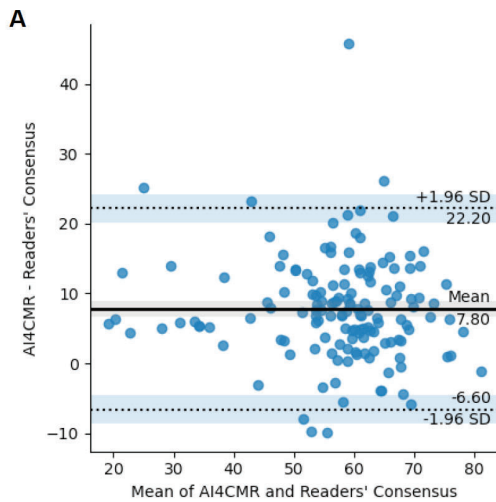 A
40
30
20
10
0
−10
AI4CMR - Readers' Consensus
+1.96 SD
22.20
Mean
7.80
-6.60
-1.96 SD
20 30 40 50 60 70 80
Mean of AI4CMR and Readers' Consensus